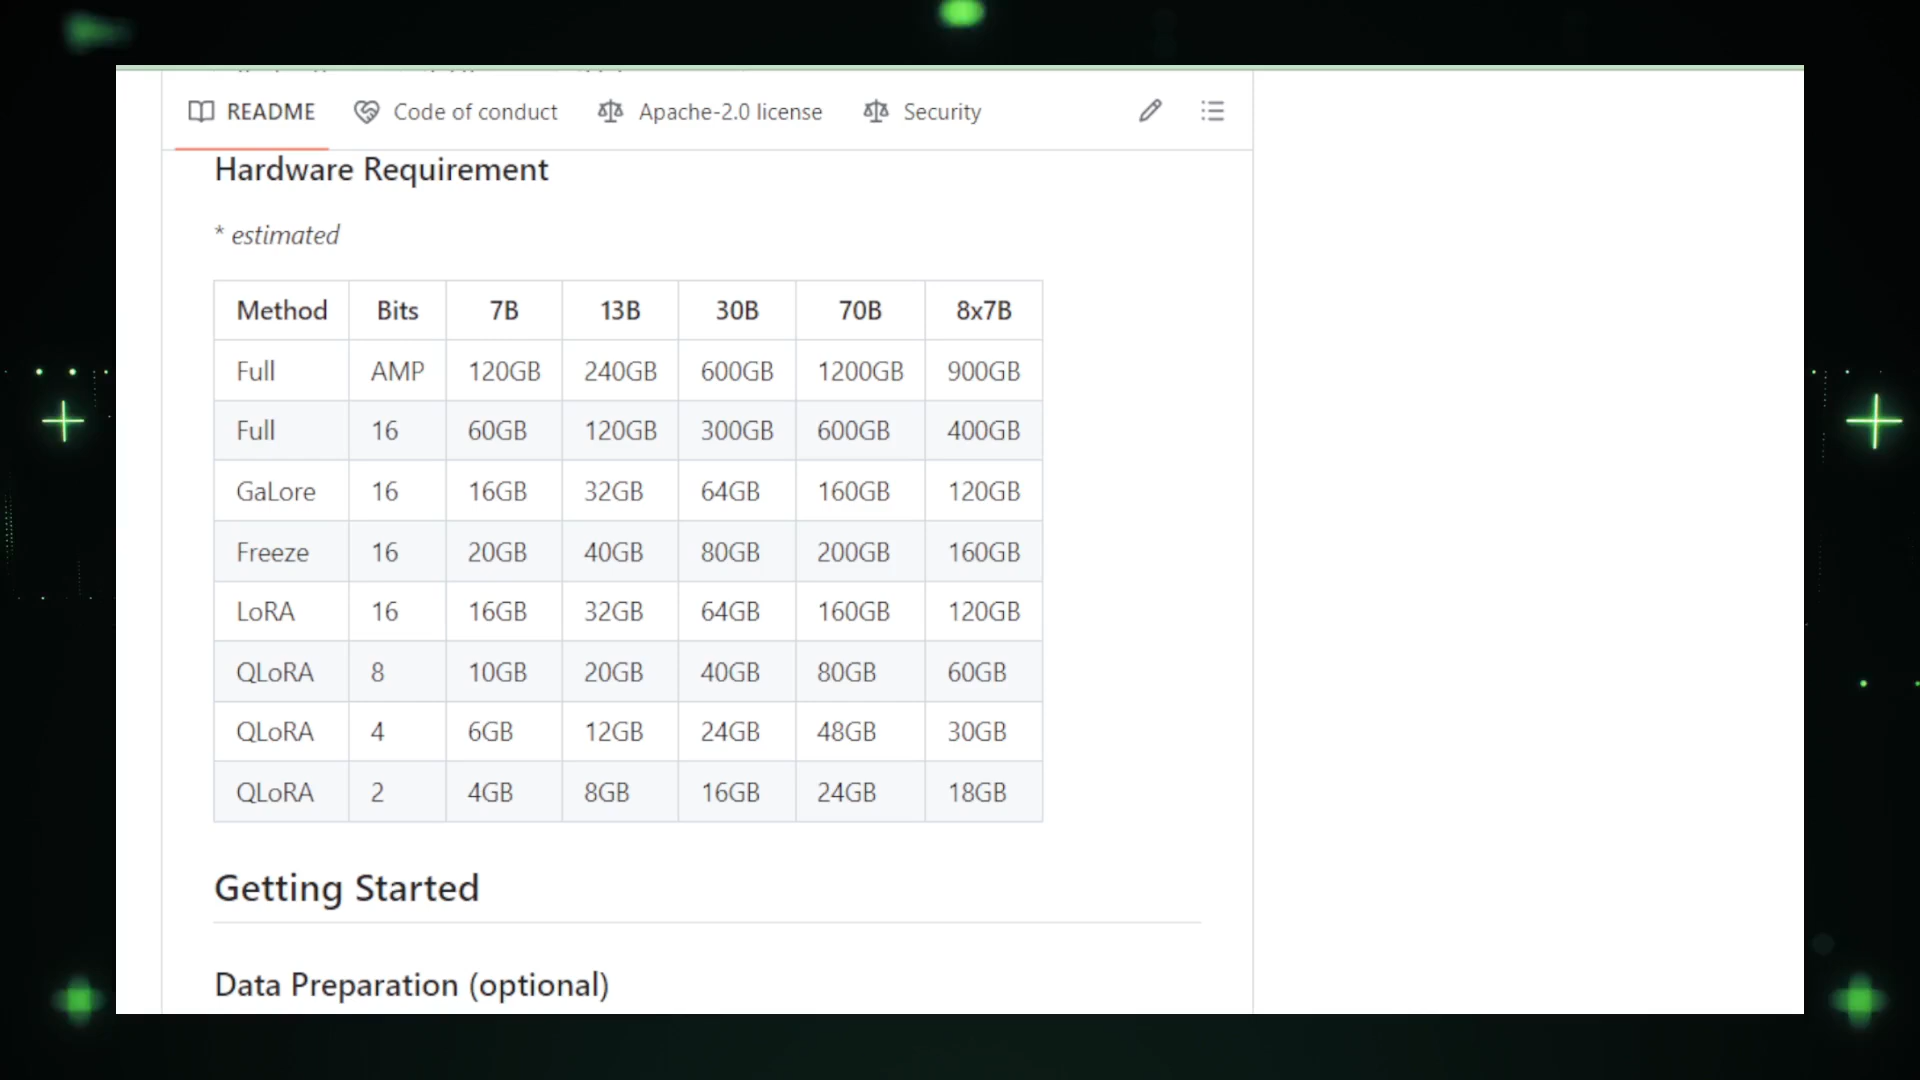 README Code of conduct Apache-2.0 license Security
Hardware Requirement
* estimated
Method Bits 7B 13B 30B 70B 8x7B
Full AMP 120GB 240GB 600GB 1200GB 900GB
Full 16 60GB 120GB 300GB 600GB 400GB
GaLore 16 16GB 32GB 64GB 160GB 120GB
Freeze 16 20GB 40GB 80GB 200GB 160GB
LoRA 16 16GB 32GB 64GB 160GB 120GB
QLoRA 8 10GB 20GB 40GB 80GB 60GB
QLoRA 4 6GB 12GB 24GB 48GB 30GB
QLoRA 2 4GB 8GB 16GB 24GB 18GB
Getting Started
Data Preparation (optional)